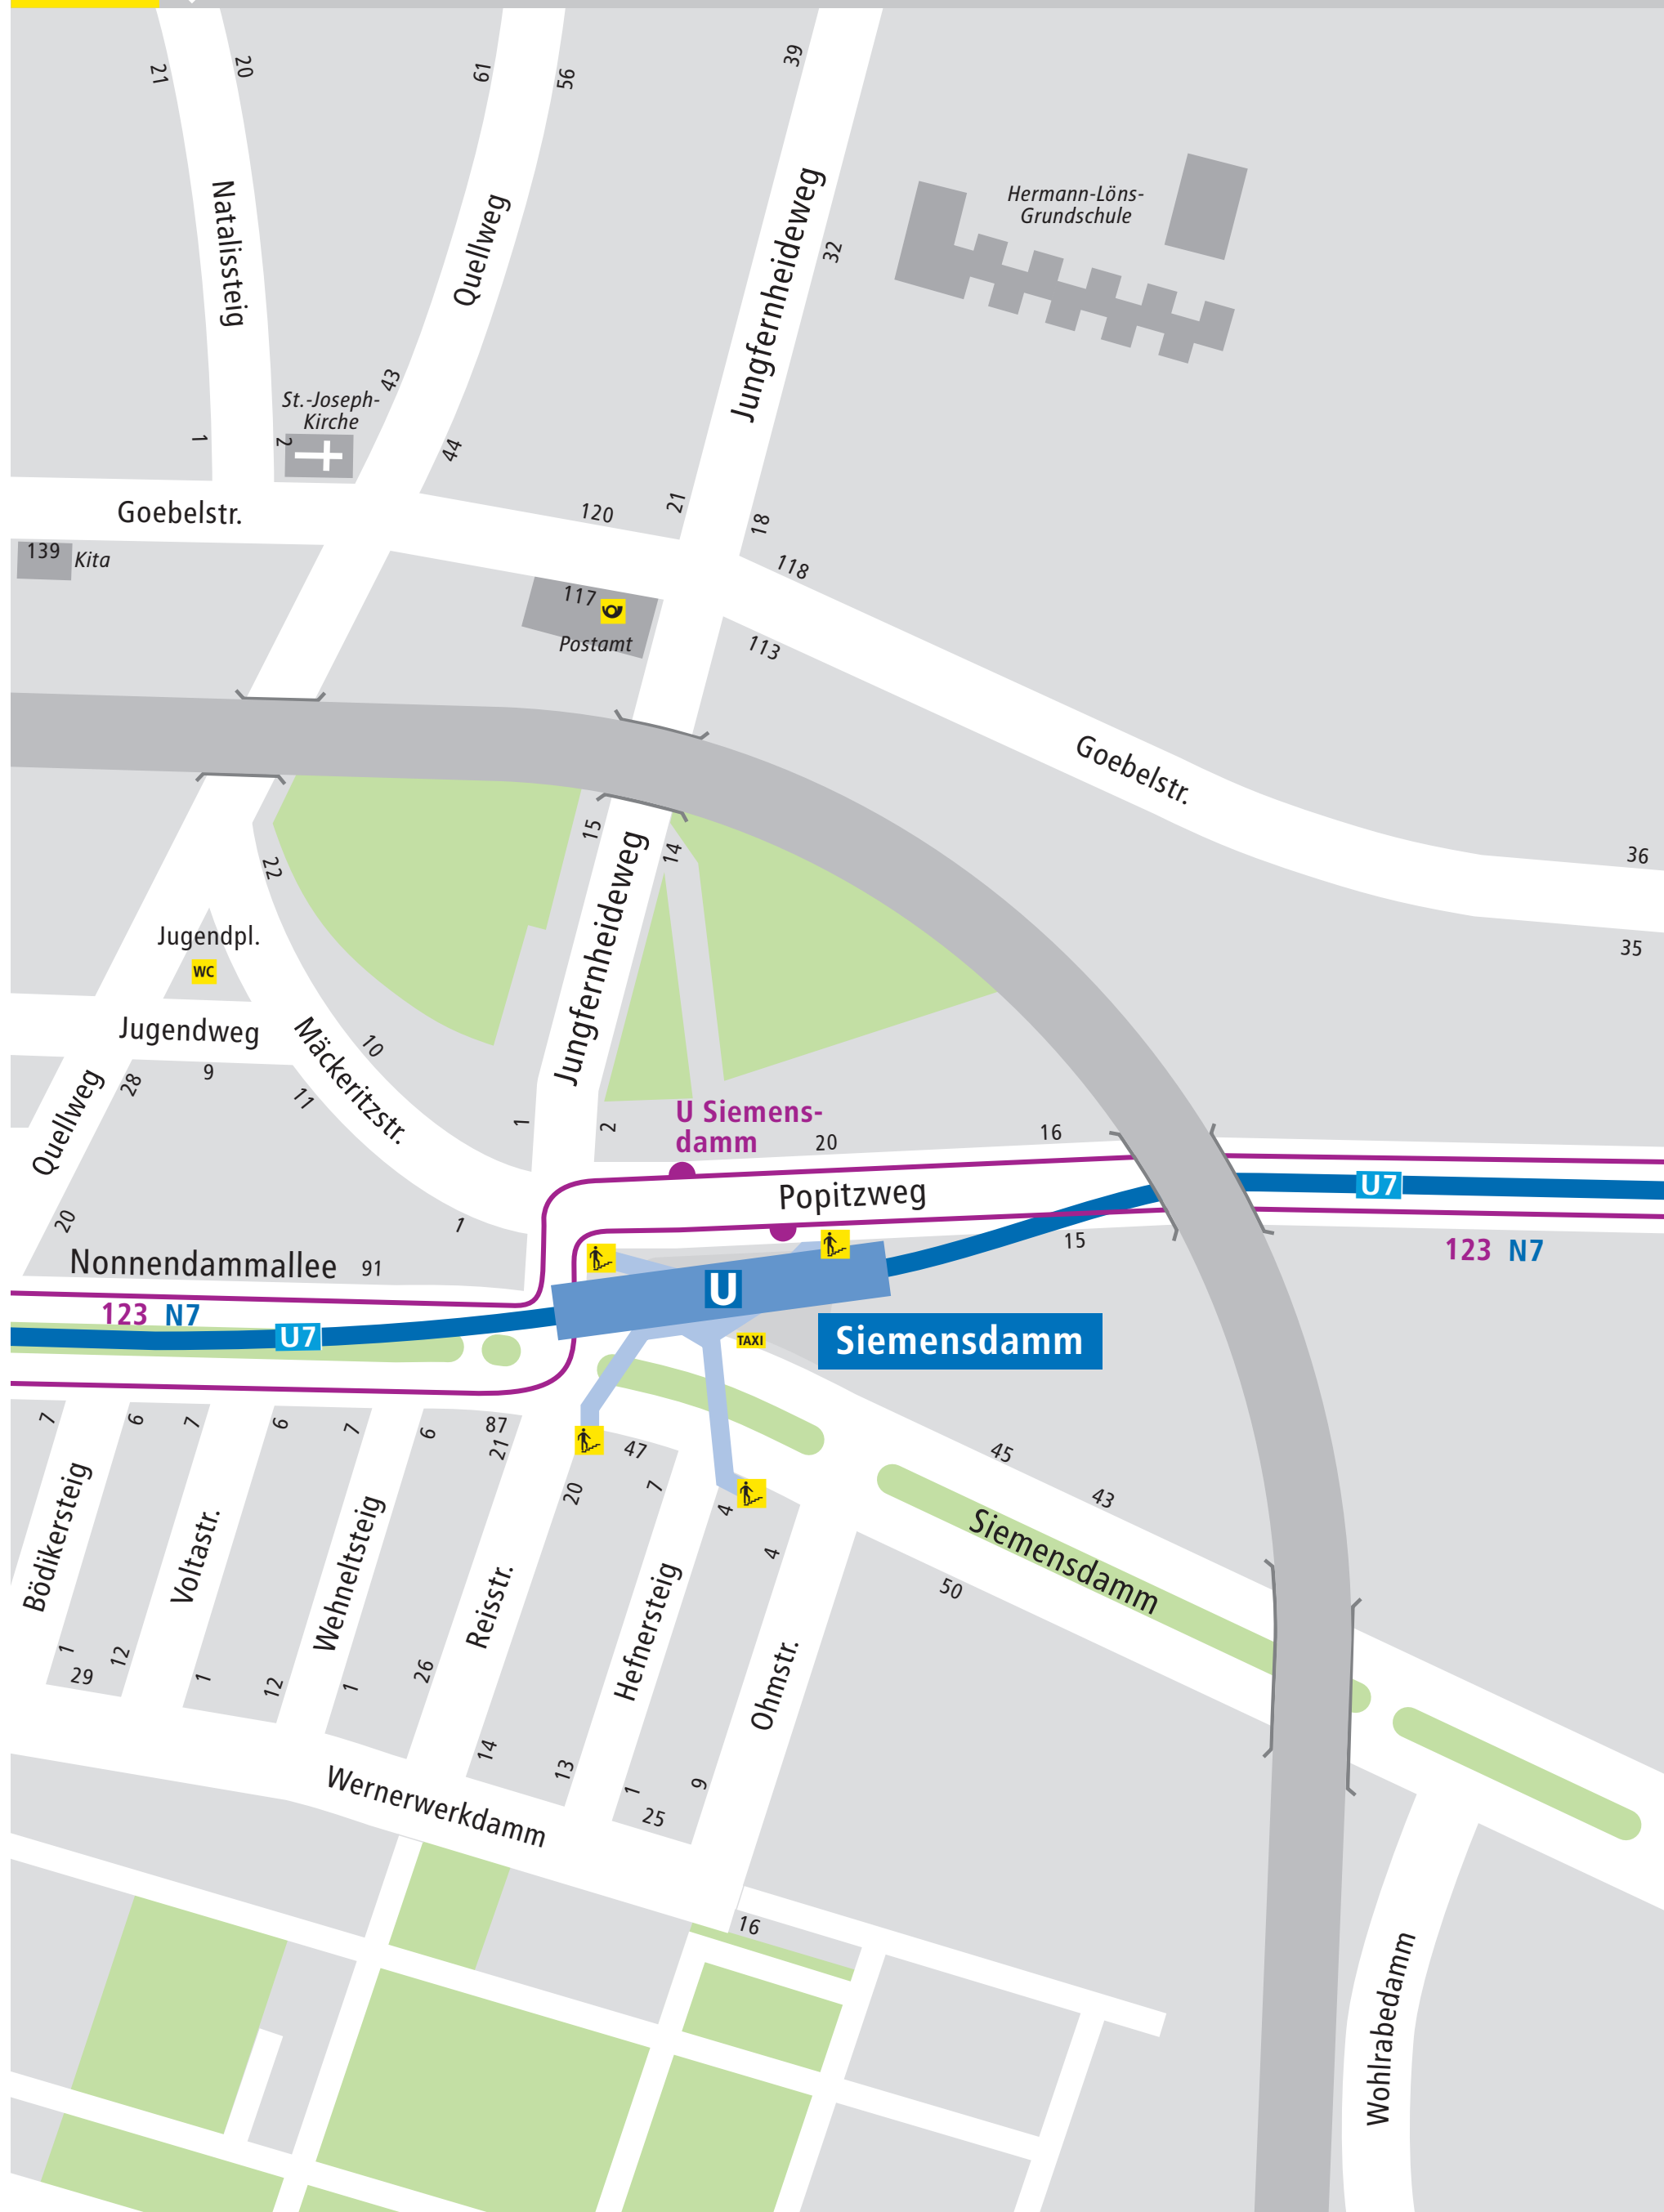 39
20
21
61
56
Natalissteig
Quellweg
Jungfernheideweg
32
Hermann-Löns-
Grundschule
43
St.-Joseph-
Kirche
1
2
44
Goebelstr.
120
21
18
139
Kita
118
117
Postamt
113
Goebelstr.
36
35
15
14
22
Jungfernheideweg
Jugendpl.
WC
Jugendweg
Mäckeritzstr.
10
9
28
11
Quellweg
20
1
2
U Siemens-
damm
20
16
Popitzweg
U7
1
15
123 N7
Nonnendammallee
91
123 N7
U7
U
TAXI
Siemensdamm
7
6
7
6
7
6
87
21
47
20
7
4
4
45
43
Siemensdamm
50
Bödikersteig
Voltastr.
Wehneltsteig
Reisstr.
Hefnersteig
Ohmstr.
1
29
12
1
12
1
26
14
13
1
9
25
Wernerwerkdamm
16
Wohlrabedamm